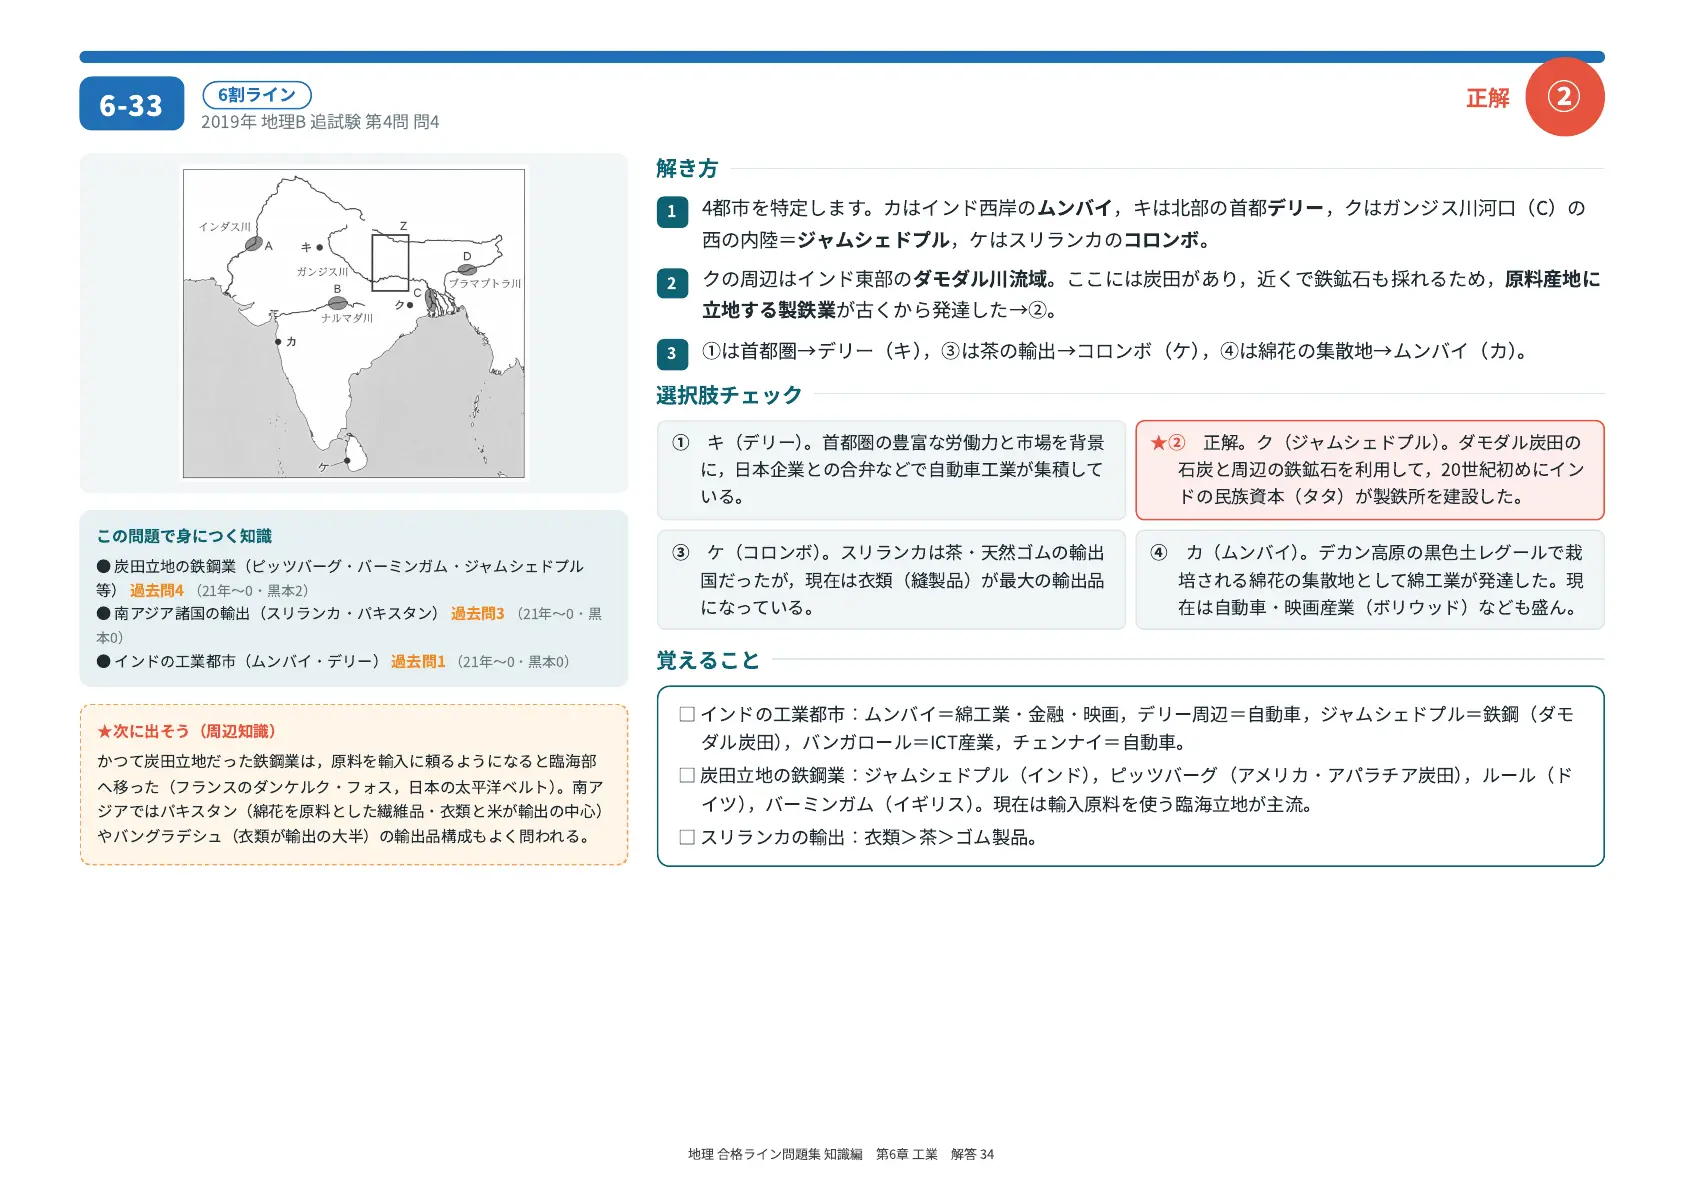 6-33
6割ライン
2019年 地理B 追試験 第4問 問4
正解 ②
インダス川
A
キ
Z
ガンジス川
D
ブラマプトラ川
B
C
ク
ナルマダ川
カ
ケ
この問題で身につく知識
●炭田立地の鉄鋼業（ピッツバーグ・バーミンガム・ジャムシェドプル
等） 過去問4 （21年〜0・黒本2）
●南アジア諸国の輸出（スリランカ・パキスタン） 過去問3 （21年〜0・黒
本0）
●インドの工業都市（ムンバイ・デリー） 過去問1 （21年〜0・黒本0）
★次に出そう（周辺知識）
かつて炭田立地だった鉄鋼業は，原料を輸入に頼るようになると臨海部
へ移った（フランスのダンケルク・フォス，日本の太平洋ベルト）。南ア
ジアではパキスタン（綿花を原料とした繊維品・衣類と米が輸出の中心）
やバングラデシュ（衣類が輸出の大半）の輸出品構成もよく問われる。
解き方
1 4都市を特定します。カはインド西岸のムンバイ，キは北部の首都デリー，クはガンジス川河口（C）の
西の内陸＝ジャムシェドプル，ケはスリランカのコロンボ。
2 クの周辺はインド東部のダモダル川流域。ここには炭田があり，近くで鉄鉱石も採れるため，原料産地に
立地する製鉄業が古くから発達した→②。
3 ①は首都圏→デリー（キ），③は茶の輸出→コロンボ（ケ），④は綿花の集散地→ムンバイ（カ）。
選択肢チェック
① キ（デリー）。首都圏の豊富な労働力と市場を背景
に，日本企業との合弁などで自動車工業が集積して
いる。
★② 正解。ク（ジャムシェドプル）。ダモダル炭田の
石炭と周辺の鉄鉱石を利用して，20世紀初めにイン
ドの民族資本（タタ）が製鉄所を建設した。
③ ケ（コロンボ）。スリランカは茶・天然ゴムの輸出
国だったが，現在は衣類（縫製品）が最大の輸出品
になっている。
④ カ（ムンバイ）。デカン高原の黒色土レグールで栽
培される綿花の集散地として綿工業が発達した。現
在は自動車・映画産業（ボリウッド）なども盛ん。
覚えること
□ インドの工業都市：ムンバイ＝綿工業・金融・映画，デリー周辺＝自動車，ジャムシェドプル＝鉄鋼（ダモ
ダル炭田），バンガロール＝ICT産業，チェンナイ＝自動車。
□ 炭田立地の鉄鋼業：ジャムシェドプル（インド），ピッツバーグ（アメリカ・アパラチア炭田），ルール（ド
イツ），バーミンガム（イギリス）。現在は輸入原料を使う臨海立地が主流。
□ スリランカの輸出：衣類＞茶＞ゴム製品。
地理 合格ライン問題集 知識編 第6章 工業 解答 34